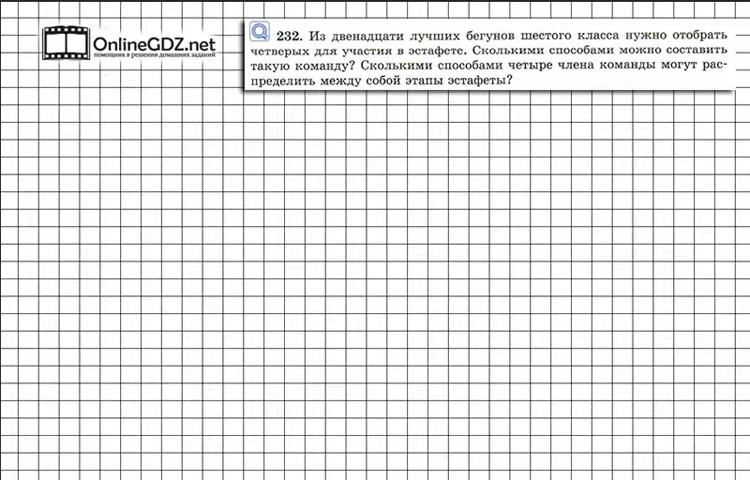 OnlineGDZ.net
помощник в решении домашних заданий
232. Из двенадцати лучших бегунов шестого класса нужно отобрать
четверых для участия в эстафете. Сколькими способами можно составить
такую команду? Сколькими способами четыре члена команды могут рас-
пределить между собой этапы эстафеты?